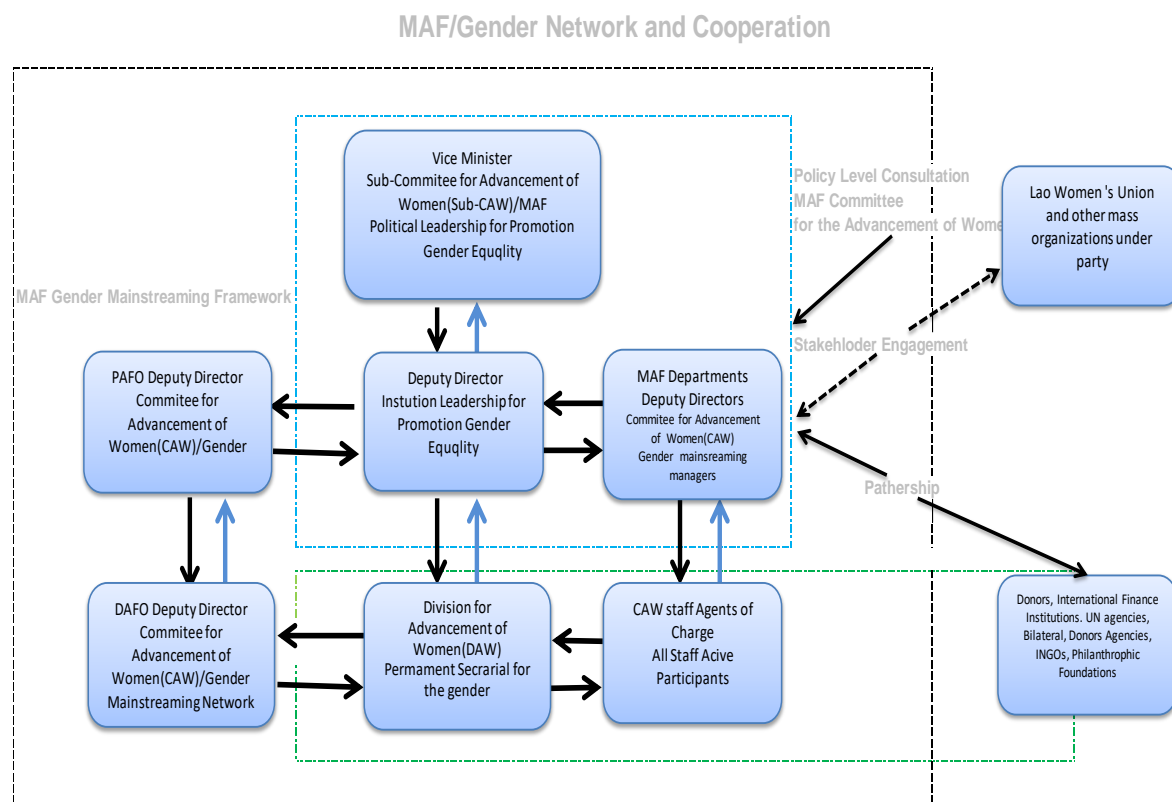 MAF/Gender Network and Cooperation
Vice Minister
Sub-Commitee for Advancement of
Women(Sub-CAW)/MAF
Political Leadership for Promotion
Gender Equqlity
Policy Level Consultation
MAF Committee
for the Advancement of Wome
Lao Women 's Union
and other mass
organizations under
party
MAF Gender Mainstreaming Framework
Stakehloder Engagement
PAFO Deputy Director
Commitee for
Advancement of
Women(CAW)/Gender
Deputy Director
Instution Leadership for
Promotion Gender
Equqlity
MAF Departments
Deputy Directors
Commitee for Advancement
of Women(CAW)
Gender mainsreaming
managers
Pathership
DAFO Deputy Director
Commitee for
Advancement of
Women(CAW)/Gender
Mainstreaming Network
Division for
Advancement of
Women(DAW)
Permament Secrarial for
the gender
CAW staff Agents of
Charge
All Staff Acive
Participants
Donors, International Finance
Institutions. UN agencies,
Bilateral, Donors Agencies,
INGOs, Philanthrophic
Foundations